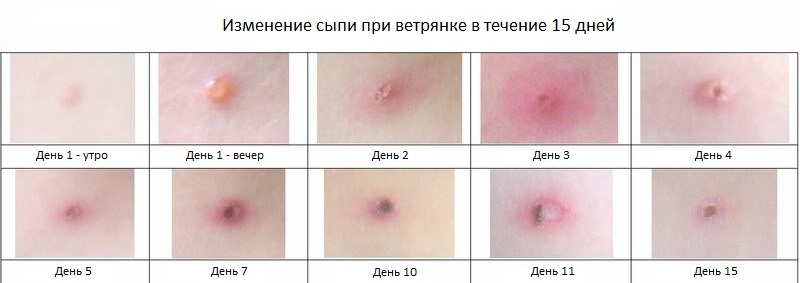 Изменение сыпи при ветрянке в течение 15 дней
День 1 - утро
День 1 - вечер
День 2
День 3
День 4
День 5
День 7
День 10
День 11
День 15